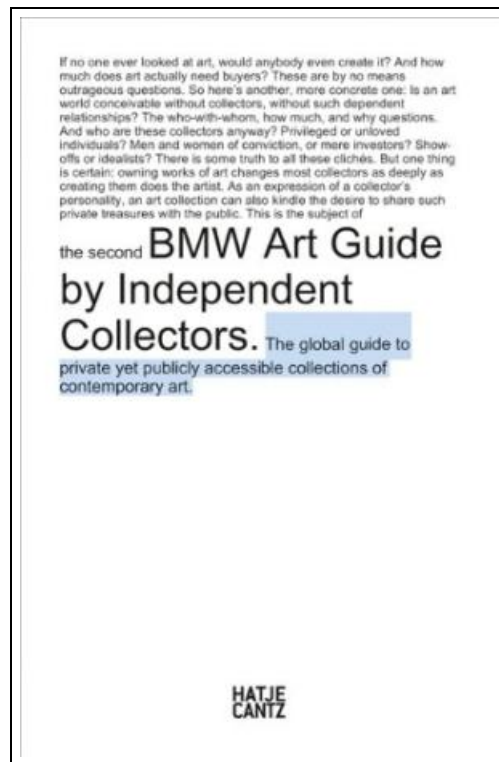 If no one ever looked at art, would anybody even create it? And how
much does art actually need buyers? These are by no means
outrageous questions. So here's another, more concrete one: Is an art
world conceivable without collectors, without such dependent
relationships? The who-with-whom, how much, and why questions.
And who are these collectors anyway? Privileged or unloved
individuals? Men and women of conviction, or mere investors? Show-
offs or idealists? There is some truth to all these clichés. But one thing
is certain: owning works of art changes most collectors as deeply as
creating them does the artist. As an expression of a collector's
personality, an art collection can also kindle the desire to share such
private treasures with the public. This is the subject of
the second BMW Art Guide
by Independent
Collectors. The global guide to
private yet publicly accessible collections of
contemporary art.
HATJE
CANTZ